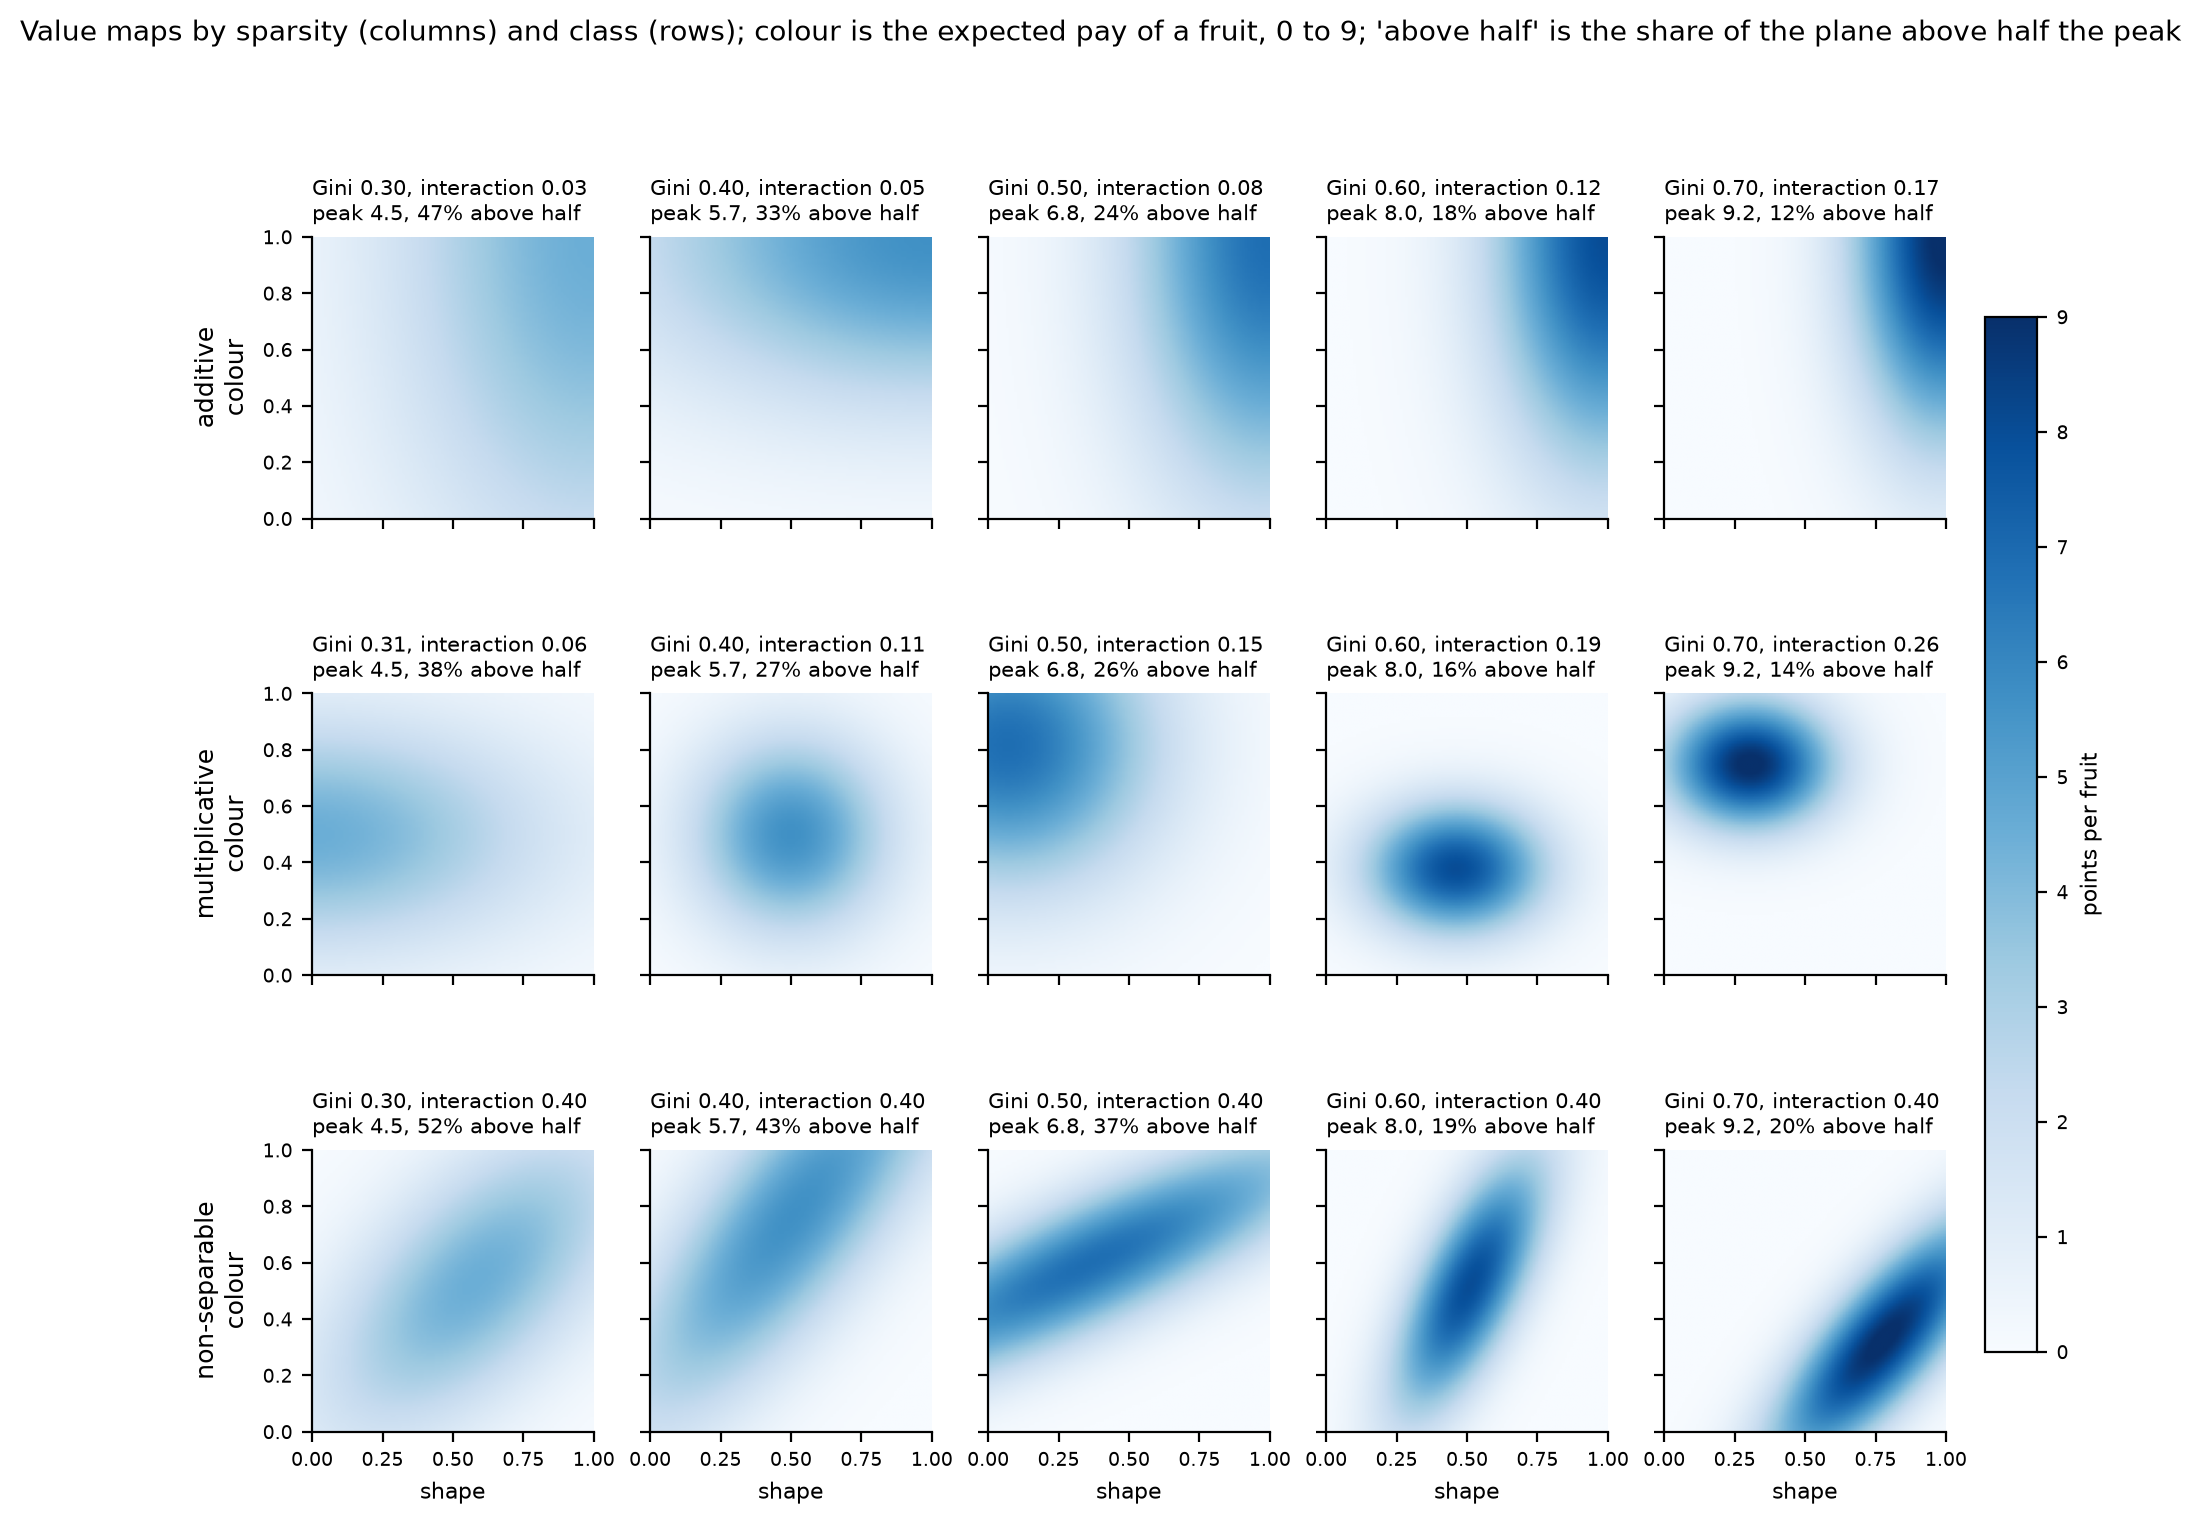 Value maps by sparsity (columns) and class (rows); colour is the expected pay of a fruit, 0 to 9; 'above half' is the share of the plane above half the peak
Gini 0.30, interaction 0.03
peak 4.5, 47% above half
Gini 0.40, interaction 0.05
peak 5.7, 33% above half
Gini 0.50, interaction 0.08
peak 6.8, 24% above half
Gini 0.60, interaction 0.12
peak 8.0, 18% above half
Gini 0.70, interaction 0.17
peak 9.2, 12% above half
additive
colour
1.0
0.8
0.6
0.4
0.2
0.0
Gini 0.31, interaction 0.06
peak 4.5, 38% above half
Gini 0.40, interaction 0.11
peak 5.7, 27% above half
Gini 0.50, interaction 0.15
peak 6.8, 26% above half
Gini 0.60, interaction 0.19
peak 8.0, 16% above half
Gini 0.70, interaction 0.26
peak 9.2, 14% above half
multiplicative
colour
1.0
0.8
0.6
0.4
0.2
0.0
Gini 0.30, interaction 0.40
peak 4.5, 52% above half
Gini 0.40, interaction 0.40
peak 5.7, 43% above half
Gini 0.50, interaction 0.40
peak 6.8, 37% above half
Gini 0.60, interaction 0.40
peak 8.0, 19% above half
Gini 0.70, interaction 0.40
peak 9.2, 20% above half
non-separable
colour
1.0
0.8
0.6
0.4
0.2
0.0
0.00 0.25 0.50 0.75 1.00
shape
0.00 0.25 0.50 0.75 1.00
shape
0.00 0.25 0.50 0.75 1.00
shape
0.00 0.25 0.50 0.75 1.00
shape
0.00 0.25 0.50 0.75 1.00
shape
9
8
7
6
5
4
3
2
1
0
points per fruit